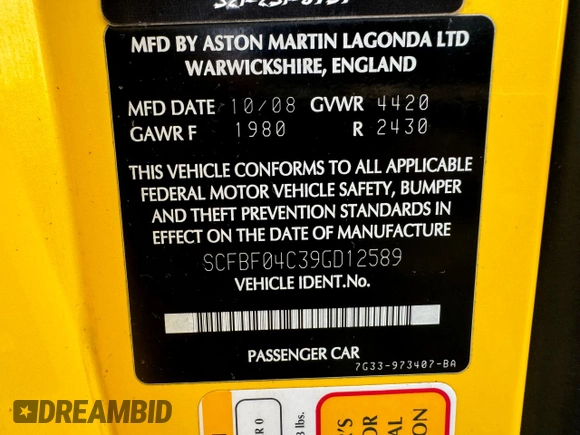 MFD BY ASTON MARTIN LAGONDA LTD
WARWICKSHIRE, ENGLAND
MFD DATE 10/08 GVWR 4420
GAWR F 1980 R 2430
THIS VEHICLE CONFORMS TO ALL APPLICABLE
FEDERAL MOTOR VEHICLE SAFETY, BUMPER
AND THEFT PREVENTION STANDARDS IN
EFFECT ON THE DATE OF MANUFACTURE
SCFBF04C39GD12589
VEHICLE IDENT.No.
PASSENGER CAR
7G33-973407-BA
R 0
lbs.
DREAMBID